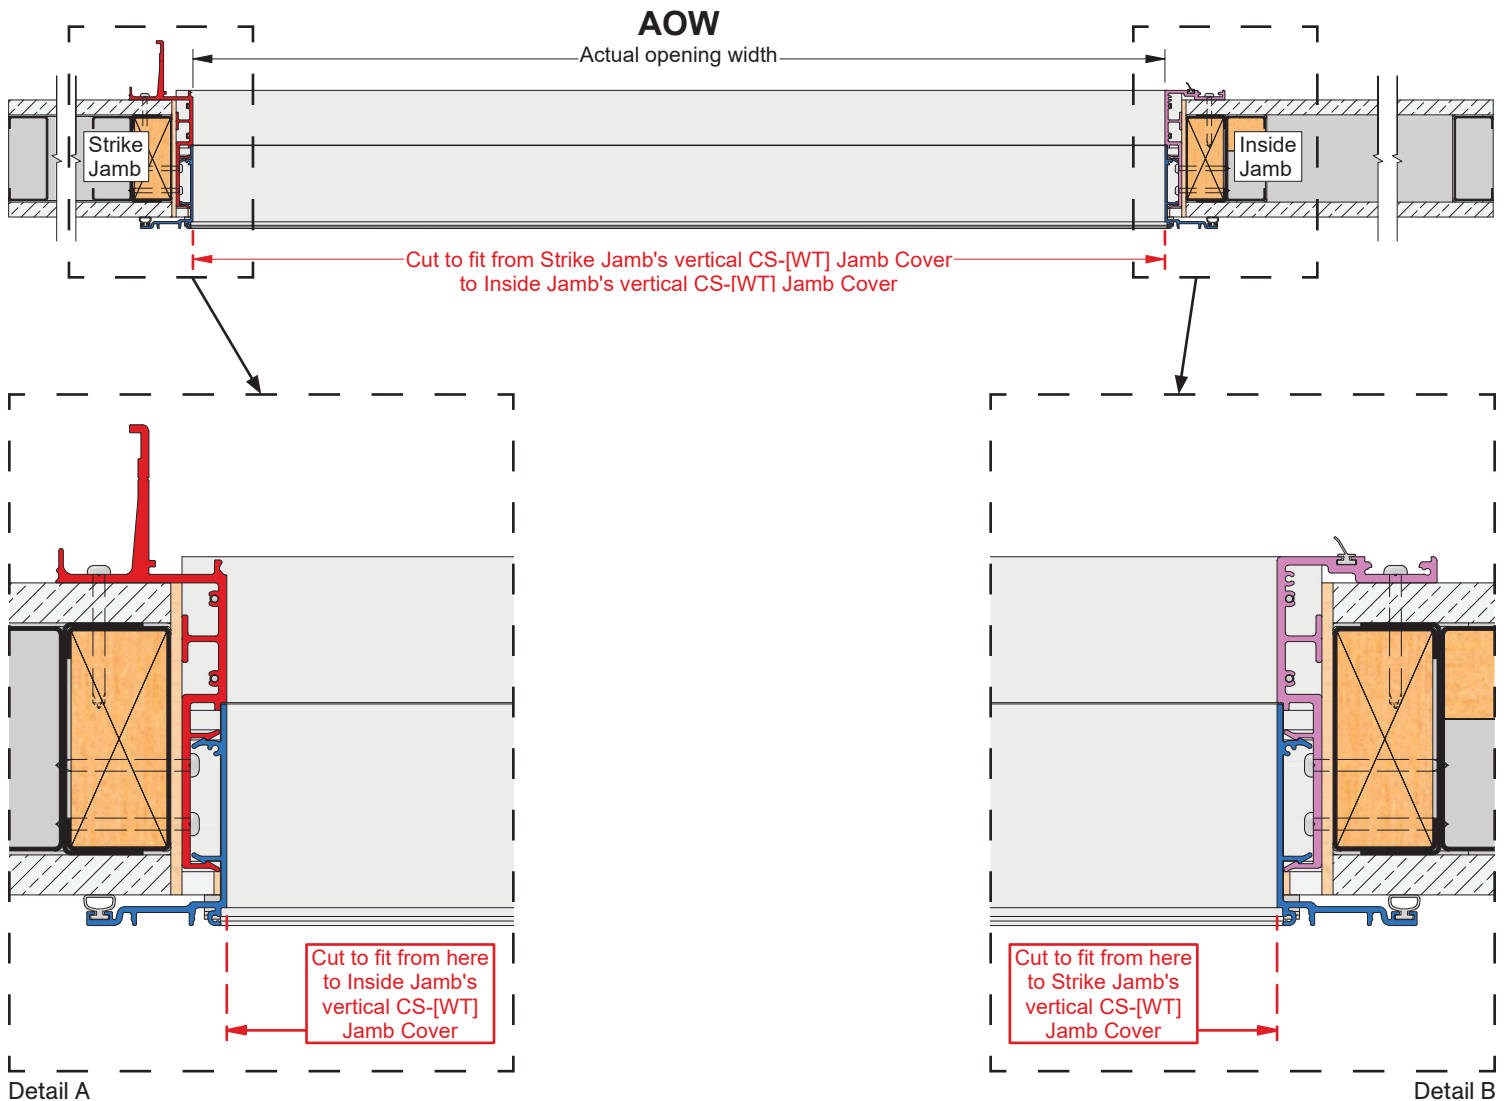 AOW
Actual opening width
Strike
Jamb
Inside
Jamb
Cut to fit from Strike Jamb's vertical CS-[WT] Jamb Cover
to Inside Jamb's vertical CS-[WT] Jamb Cover
Cut to fit from here
to Inside Jamb's
vertical CS-[WT]
Jamb Cover
Cut to fit from here
to Strike Jamb's
vertical CS-[WT]
Jamb Cover
Detail A
Detail B